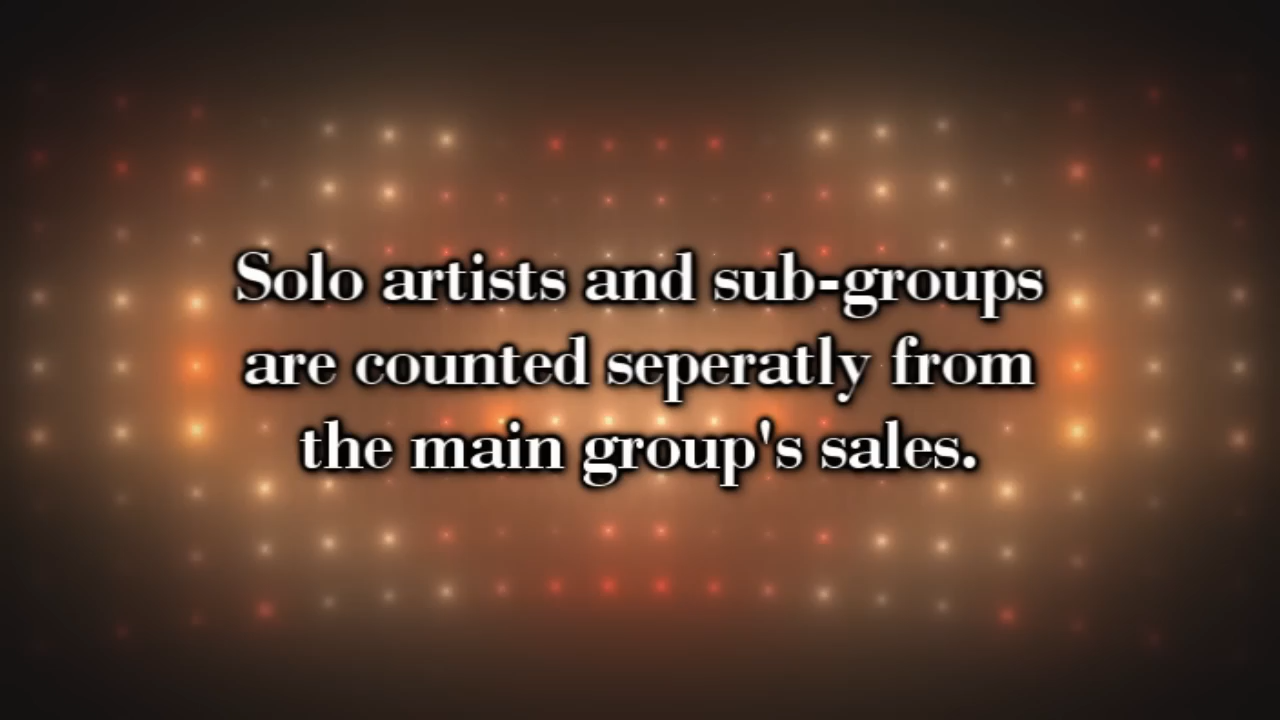 Solo artists and sub-groups
are counted seperatly from
the main group's sales.